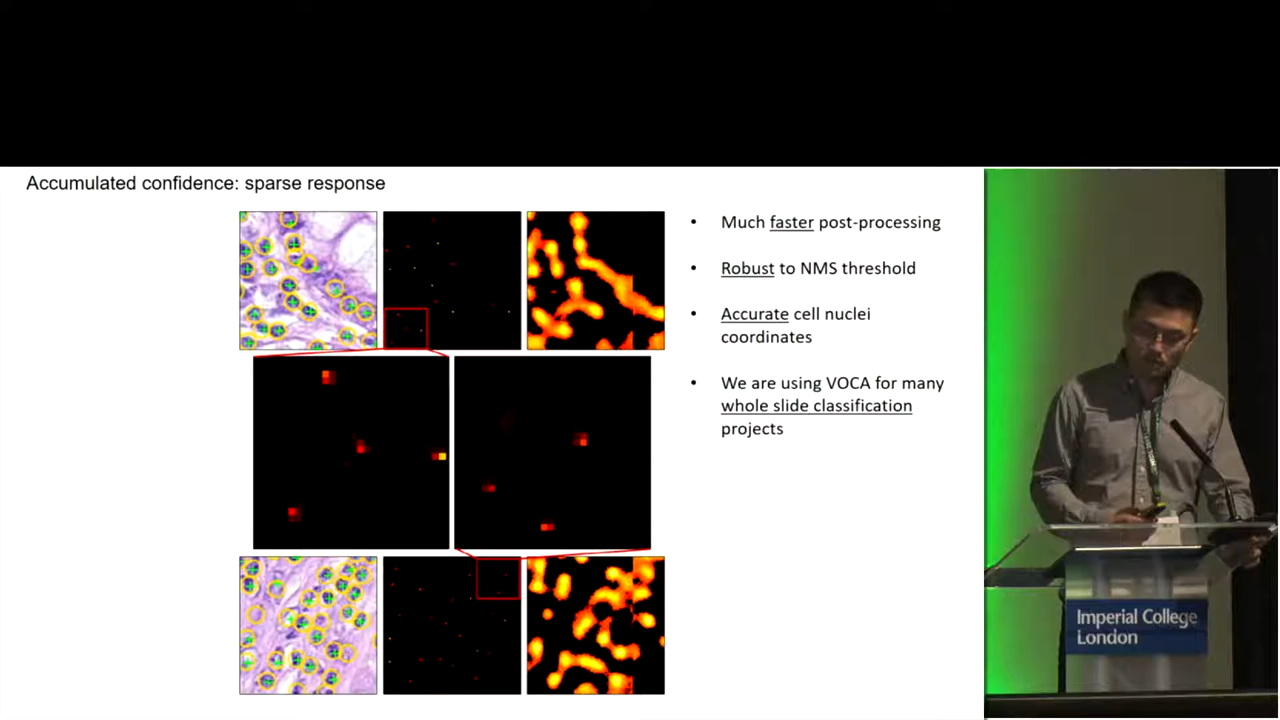 Accumulated confidence: sparse response
• Much faster post-processing
• Robust to NMS threshold
• Accurate cell nuclei
coordinates
• We are using VOCA for many
whole slide classification
projects
Imperial College
London